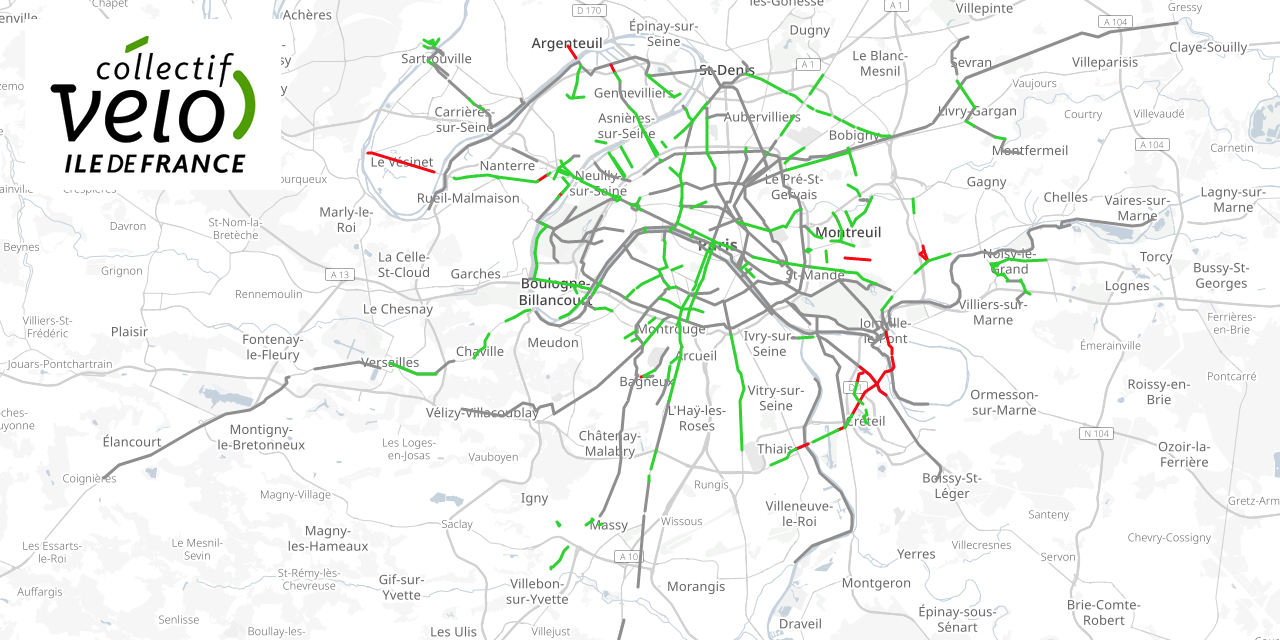 collectif
vélo
ILE DE FRANCE
Chapet
Achères
D 170
les-Gonesse
A 1
Villepinte
Gressy
Épinay-sur-
Seine
Dugny
A 104
Argenteuil
Claye-Souilly
Sartrouville
St-Denis
A 1
Le Blanc-
Mesnil
Sevran
Villeparisis
Gennevilliers
Vaujours
Carrières-
sur-Seine
Asnières-
sur-Seine
Aubervilliers
Bobigny
Livry-Gargan
Courtry
Villevaudé
A 104
Carnetin
Montfermeil
Le Vésinet
Nanterre
Neuilly-
sur-Seine
Le Pré-St-
Gervais
Gagny
Rueil-Malmaison
Chelles
Vaires-sur-
Marne
Lagny-sur-
Marne
Marly-le-
Roi
St-Nom-la-
Bretèche
Davron
Montreuil
Beynes
Paris
Noisy-le-
Grand
Torcy
La Celle-
St-Cloud
Grignon
A 13
Garches
St-Mandé
Bussy-St-
Georges
Boulogne-
Billancourt
Lognes
Rennemoulin
Le Chesnay
Villiers-sur-
Marne
Villiers-St-
Frédéric
Plaisir
Montrouge
Joinville-
le-Pont
Ferrières-
en-Brie
Fontenay-
le-Fleury
Meudon
Ivry-sur-
Seine
Émerainville
Chaville
Arcueil
Jouars-Pontchartrain
Versailles
Bagneux
Pontcarré
Vitry-sur-
Seine
D 1
Roissy-en-
Brie
Ormesson-
sur-Marne
Vélizy-Villacoublay
L'Haÿ-les-
Roses
Créteil
Montigny-
le-Bretonneux
Élancourt
Les Loges-
en-Josas
Châtenay-
Malabry
Thiais
N 104
Ozoir-la-
Ferrière
Vauboyen
Coignières
Rungis
Boissy-St-
Léger
Magny-Village
Igny
Villeneuve-
le-Roi
Gretz-Arm
Santeny
Saclay
Massy
Wissous
Magny-
les-Hameaux
Chevry-Cossigny
Les Essarts-
le-Roi
Le Mesnil-
Sevin
Villecresnes
Servon
Yerres
A 10
St-Rémy-lès-
Chevreuse
Gif-sur-
Yvette
Villebon-
sur-Yvette
Morangis
Montgeron
Auffargis
Brie-Comte-
Robert
Épinay-sous-
Sénart
Senlisse
Boullay-les-
Les Ulis
Villejust
Draveil